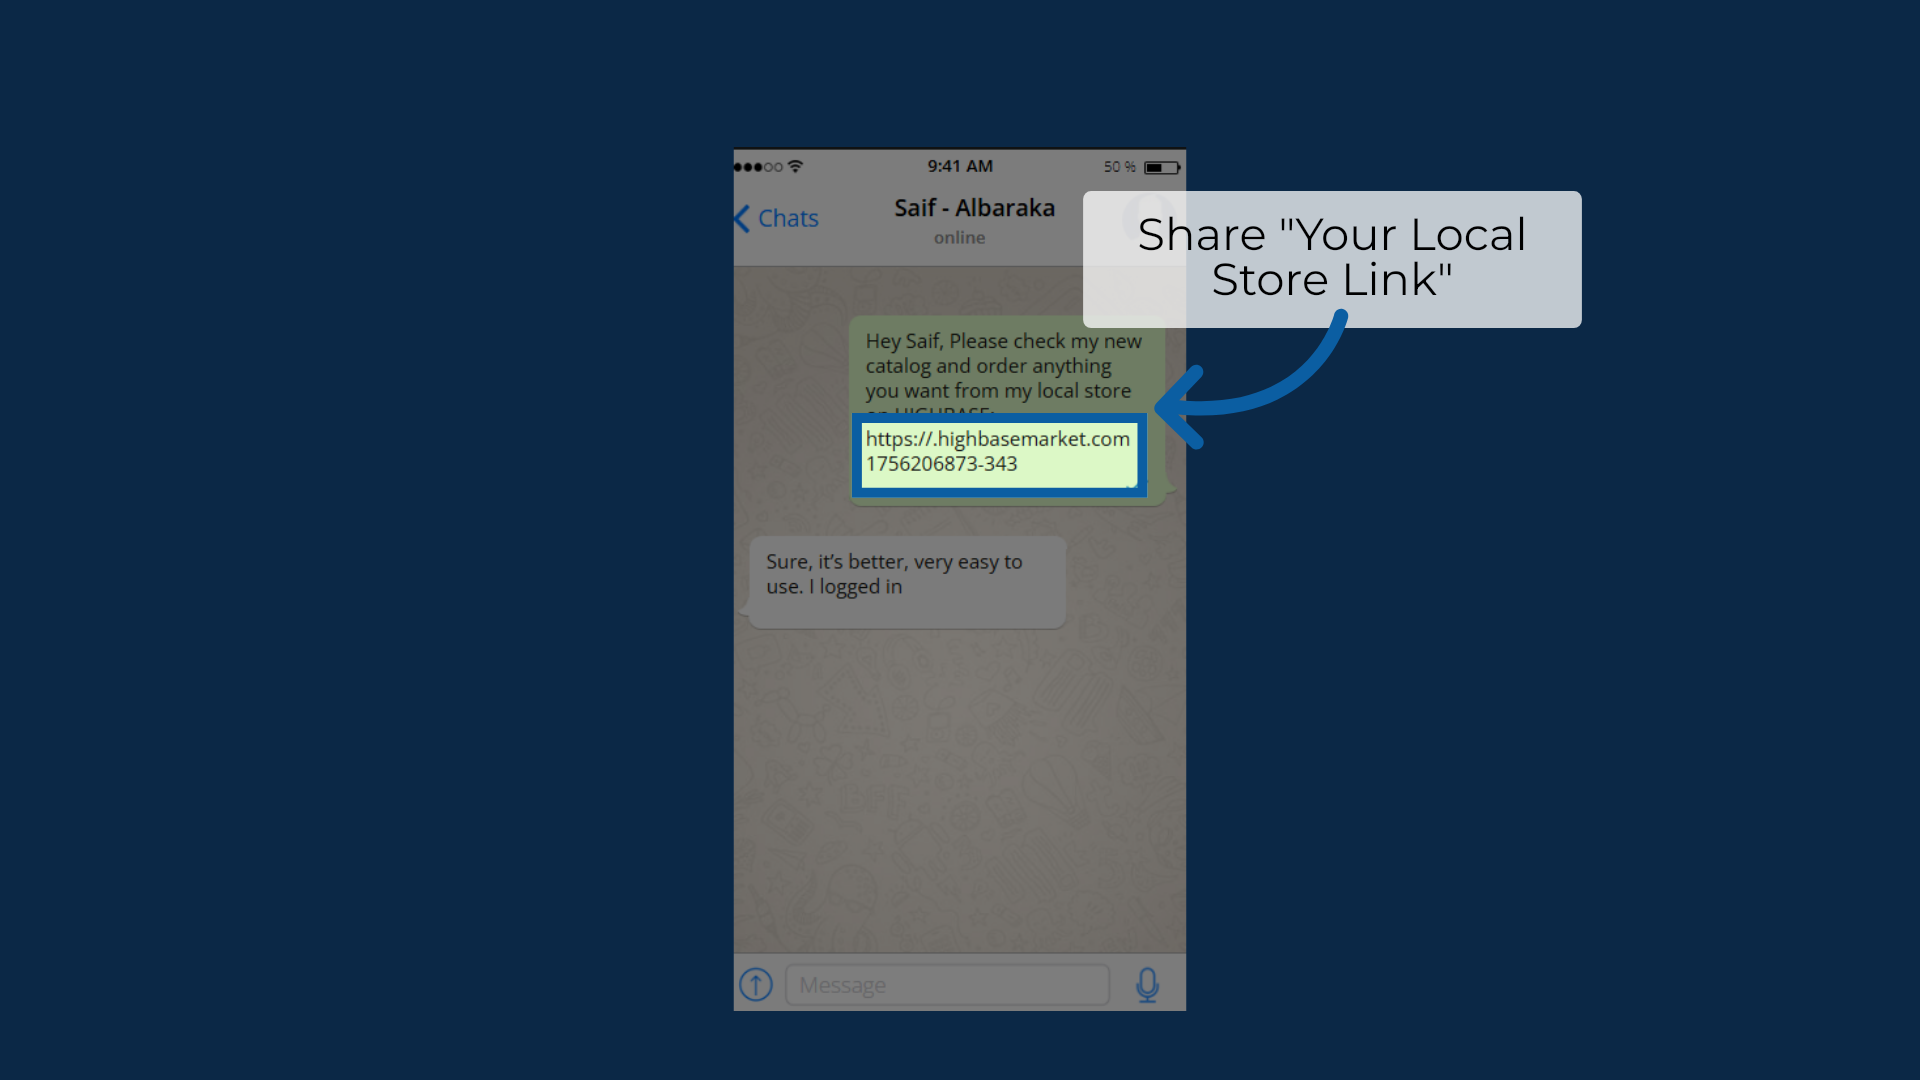 9:41 AM
50 %
Chats
Saif - Albaraka
online
Share "Your Local
Store Link"
Hey Saif, Please check my new
catalog and order anything
you want from my local store
on HIGHBASE:
https://.highbasemarket.com
1756206873-343
Sure, it's better, very easy to
use. I logged in
Message